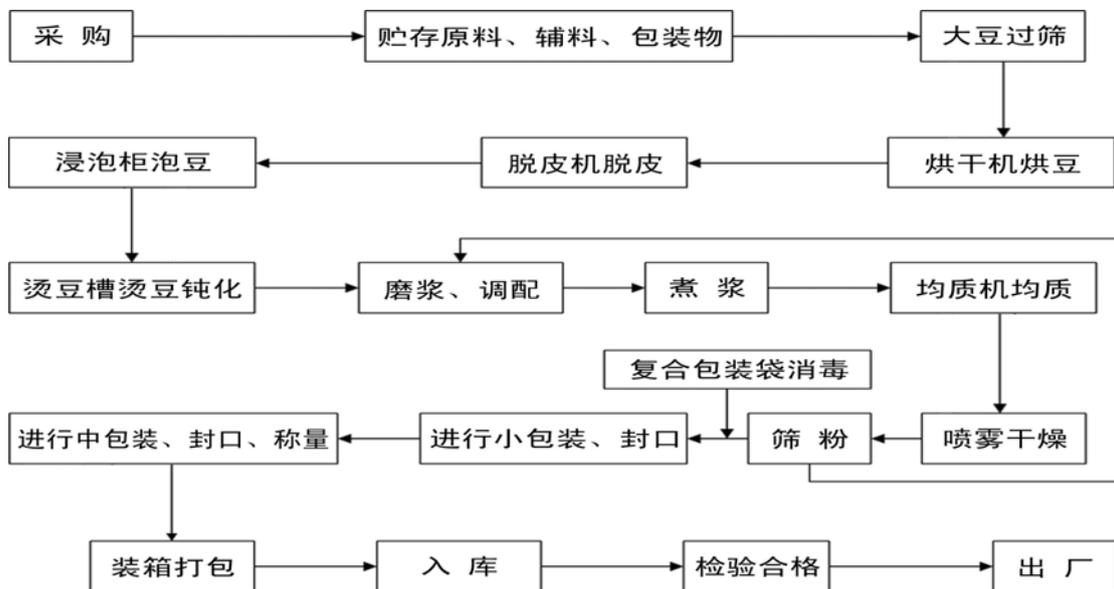 采 购
贮存原料、辅料、包装物
大豆过筛
浸泡柜泡豆
脱皮机脱皮
烘干机烘豆
烫豆槽烫豆钝化
磨浆、调配
煮 浆
均质机均质
复合包装袋消毒
进行中包装、封口、称量
进行小包装、封口
筛 粉
喷雾干燥
装箱打包
入 库
检验合格
出 厂